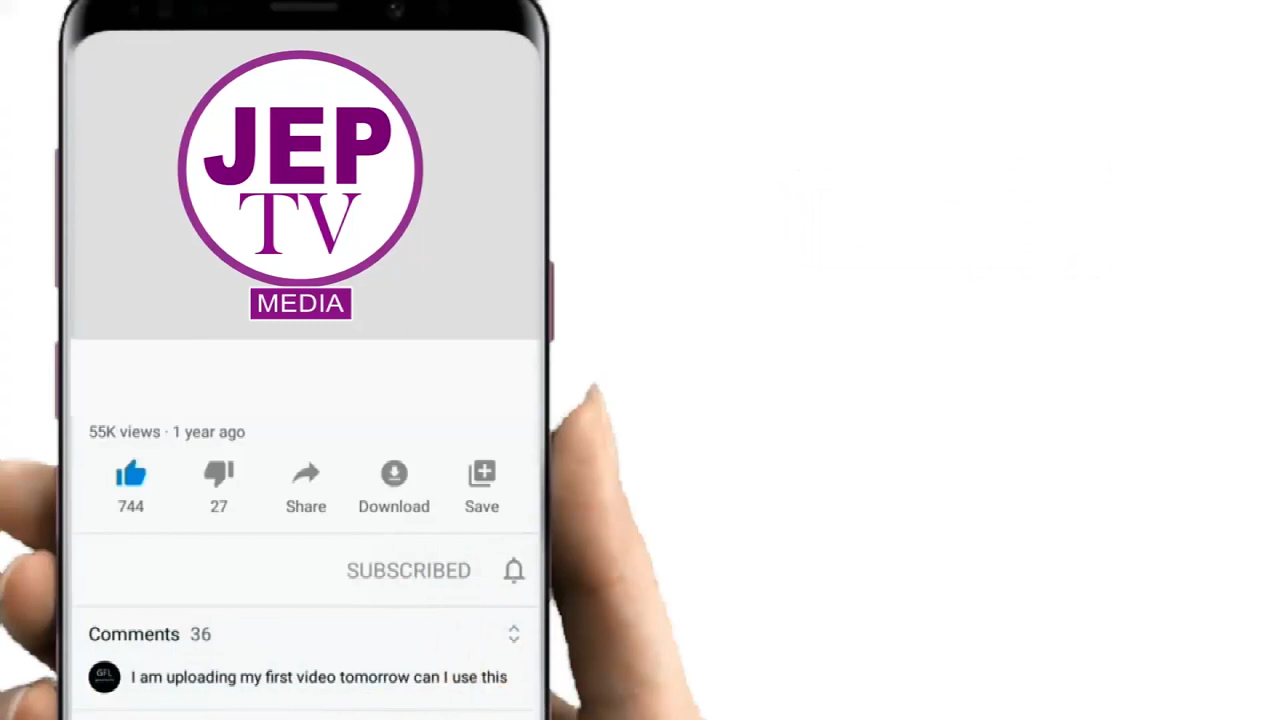 JEP
TV
MEDIA
55K views · 1 year ago
744
27
Share
Download
Save
SUBSCRIBED
Comments 36
GFL
I am uploading my first video tomorrow can I use this